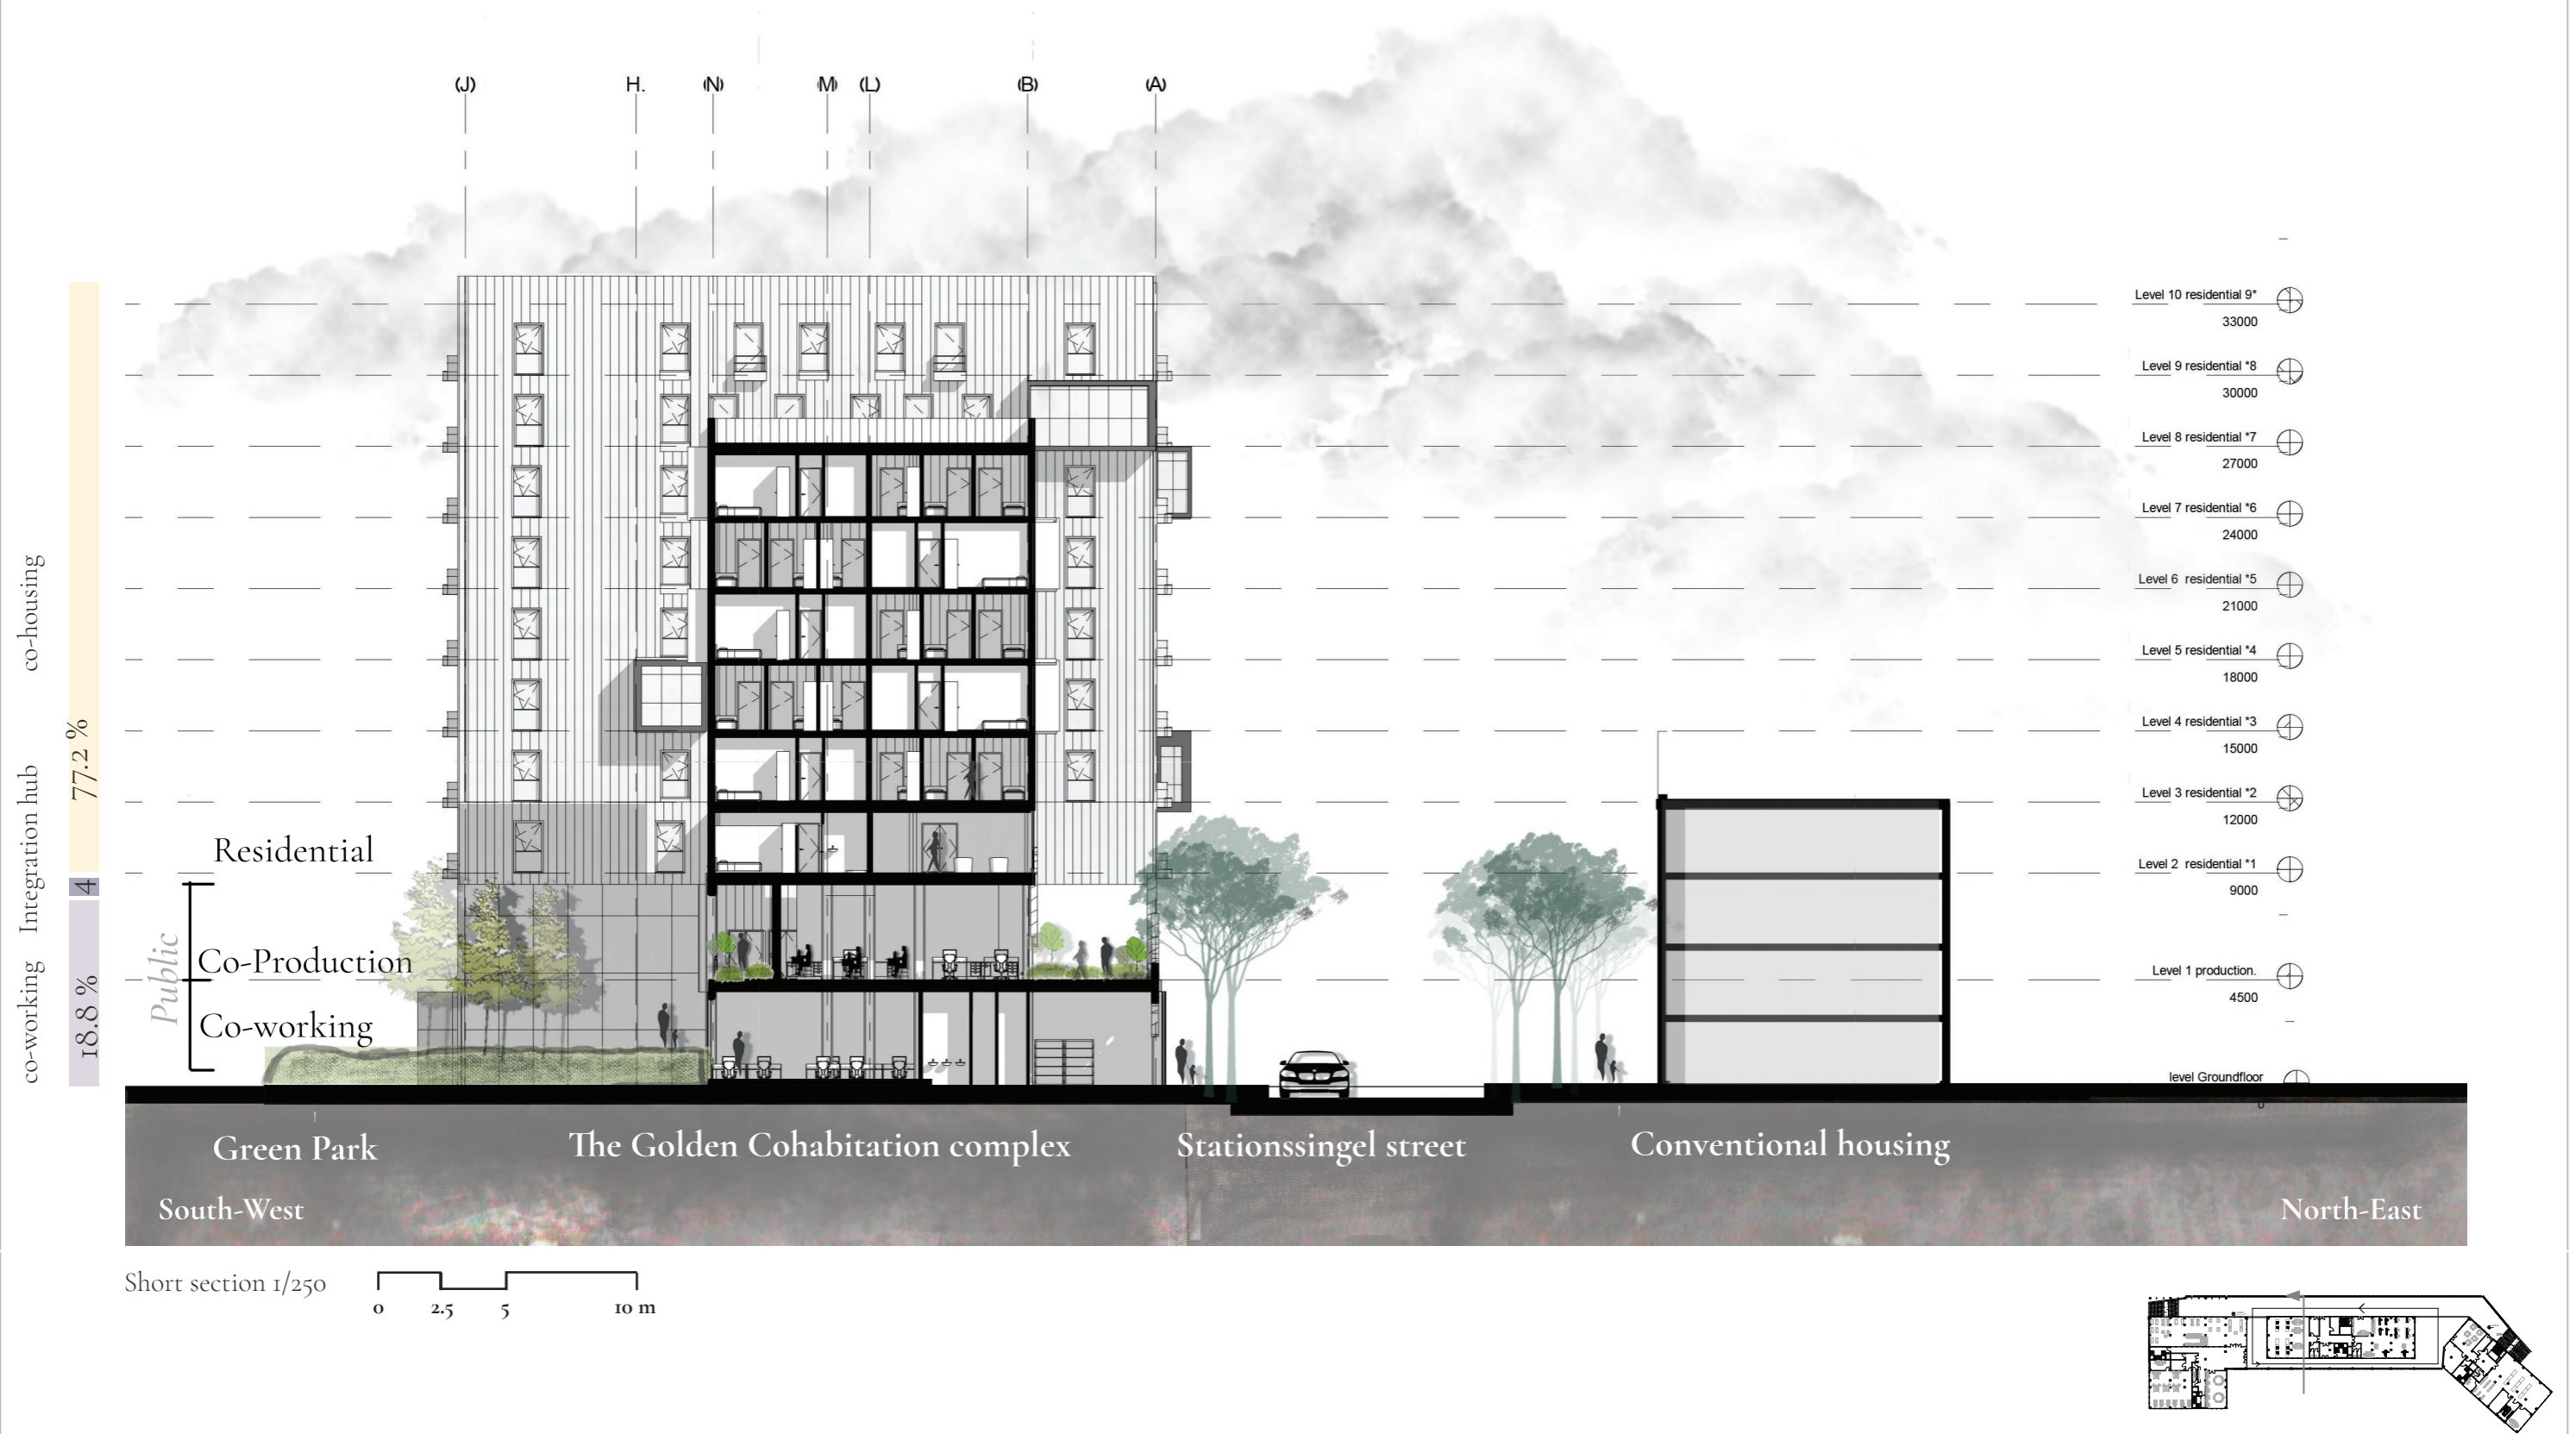 (J) H. (N) (M) (L) (B) (A)
Level 10 residential 9*
33000
Level 9 residential *8
30000
Level 8 residential *7
27000
Level 7 residential *6
24000
Level 6 residential *5
21000
Level 5 residential *4
18000
Level 4 residential *3
15000
Level 3 residential *2
12000
Level 2 residential *1
9000
Level 1 production.
4500
level Groundfloor
0
co-housing
77.2 %
Integration hub
4
co-working
18.8 %
Residential
Public
Co-Production
Co-working
Green Park
The Golden Cohabitation complex
Stationssingel street
Conventional housing
South-West
North-East
Short section 1/250
0 2.5 5 10 m